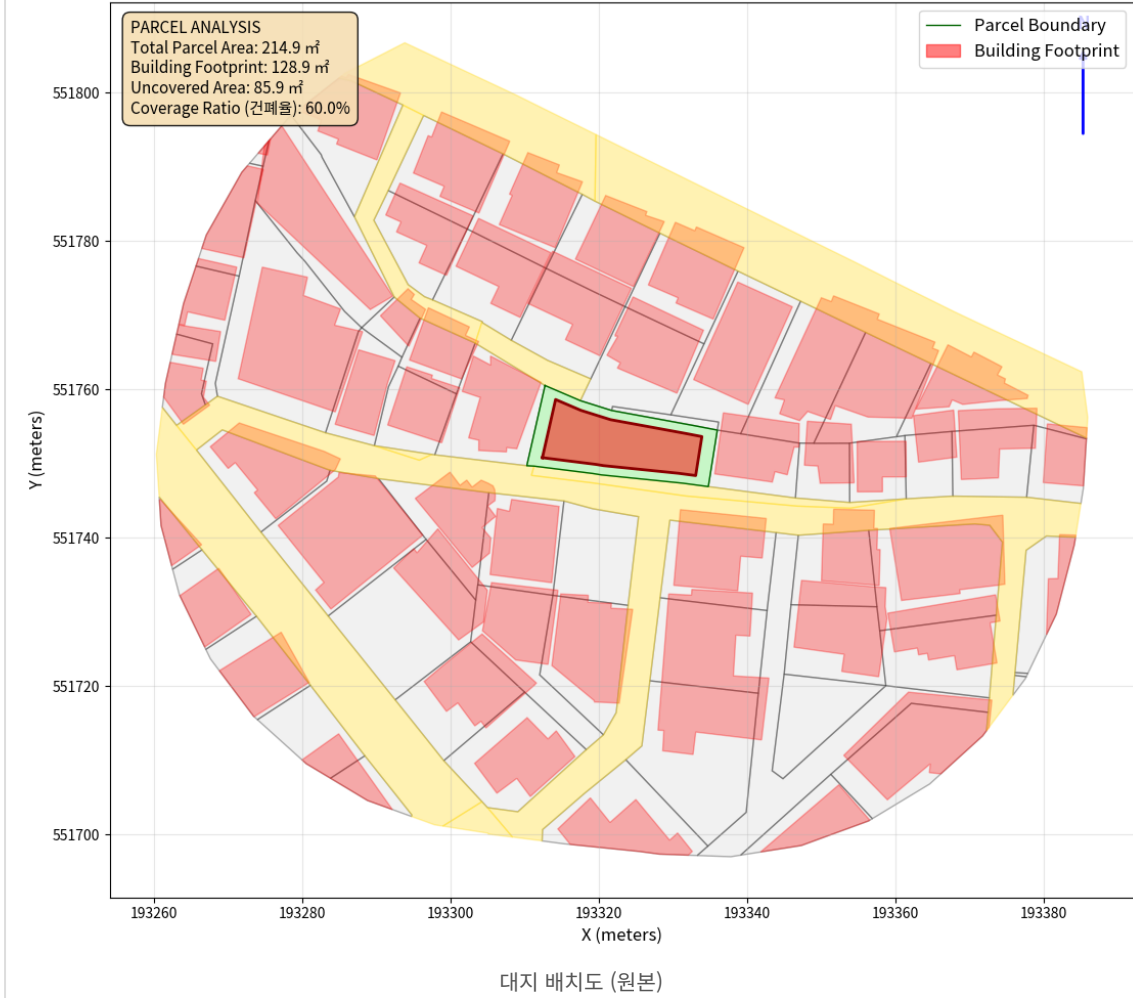 PARCEL ANALYSIS
Total Parcel Area: 214.9 ㎡
Building Footprint: 128.9 ㎡
Uncovered Area: 85.9 ㎡
Coverage Ratio (건폐율): 60.0%
Parcel Boundary
Building Footprint
N
551800
551780
551760
551740
551720
551700
Y (meters)
193260 193280 193300 193320 193340 193360 193380
X (meters)
대지 배치도 (원본)